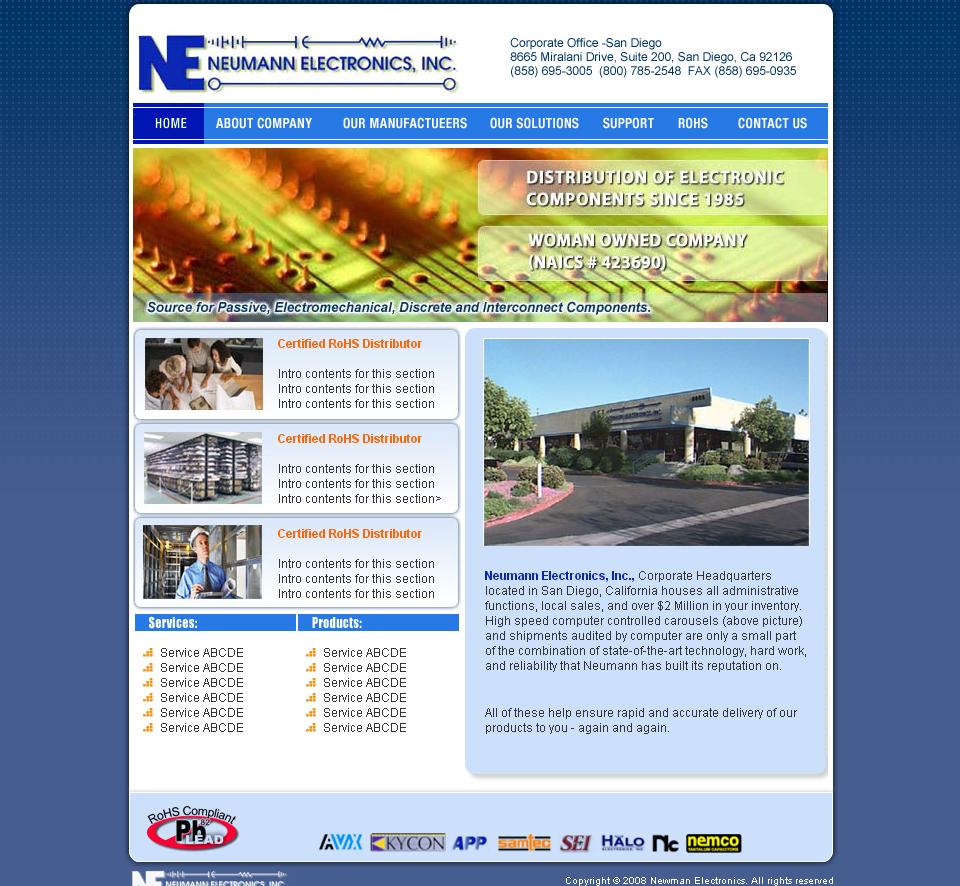 NE NEUMANN ELECTRONICS, INC.
Corporate Office -San Diego
8665 Miralani Drive, Suite 200, San Diego, Ca 92126
(858) 695-3005 (800) 785-2548 FAX (858) 695-0935
HOME ABOUT COMPANY OUR MANUFACTUEERS OUR SOLUTIONS SUPPORT ROHS CONTACT US
DISTRIBUTION OF ELECTRONIC
COMPONENTS SINCE 1985
WOMAN OWNED COMPANY
(NAICS # 423690)
Source for Passive, Electromechanical, Discrete and Interconnect Components.
Certified RoHS Distributor
Intro contents for this section
Intro contents for this section
Intro contents for this section
Certified RoHS Distributor
Intro contents for this section
Intro contents for this section
Intro contents for this section>
Certified RoHS Distributor
Intro contents for this section
Intro contents for this section
Intro contents for this section
Services:
Service ABCDE
Service ABCDE
Service ABCDE
Service ABCDE
Service ABCDE
Service ABCDE
Products:
Service ABCDE
Service ABCDE
Service ABCDE
Service ABCDE
Service ABCDE
Service ABCDE
Neumann Electronics, Inc., Corporate Headquarters
located in San Diego, California houses all administrative
functions, local sales, and over $2 Million in your inventory.
High speed computer controlled carousels (above picture)
and shipments audited by computer are only a small part
of the combination of state-of-the-art technology, hard work,
and reliability that Neumann has built its reputation on.
All of these help ensure rapid and accurate delivery of our
products to you - again and again.
RoHS Compliant
82
Pb
LEAD
AVX KYCON APP samtec SEI HALO nic nemco
ELECTRONICS, INC.
TANTALUM CAPACITORS
NE NEUMANN ELECTRONICS, INC.
Copyright © 2008 Newman Electronics. All rights reserved